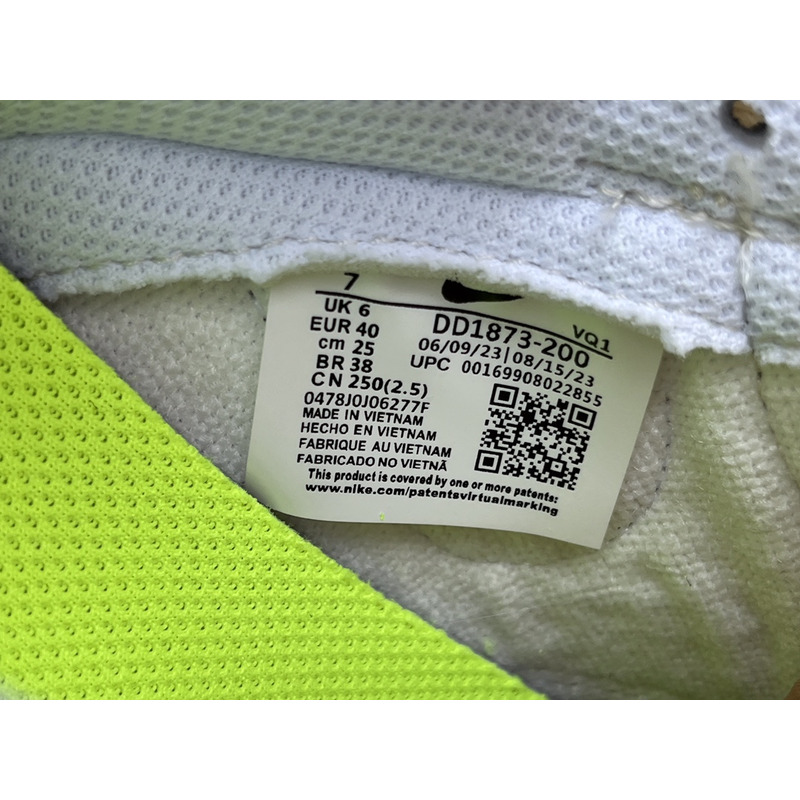 7
UK 6
EUR 40
cm 25
BR 38
CN 250(2.5)
0478J0J06277F
MADE IN VIETNAM
HECHO EN VIETNAM
FABRIQUE AU VIETNAM
FABRICADO NO VIETNÃ
DD1873-200
VQ1
06/09/23|08/15/23
UPC 00169908022855
This product is covered by one or more patents:
www.nike.com/patentsvirtualmarking